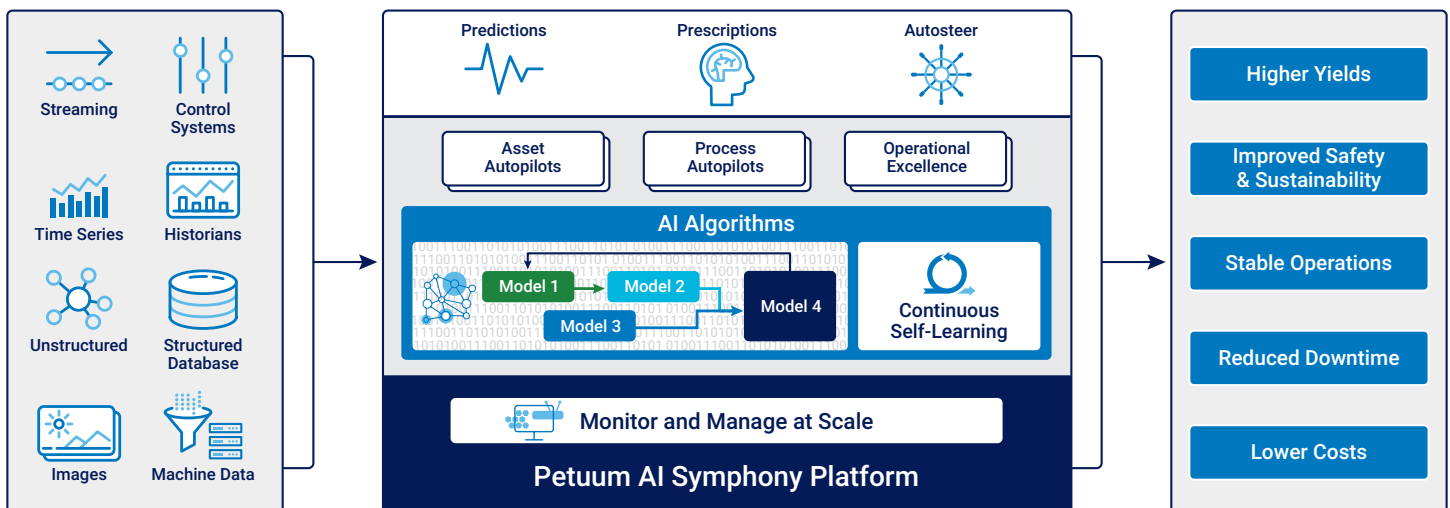 Streaming
Control
Systems
Time Series
Historians
Unstructured
Structured
Database
Images
Machine Data
Predictions
Prescriptions
Autosteer
Asset
Autopilots
Process
Autopilots
Operational
Excellence
AI Algorithms
Model 1
Model 2
Model 3
Model 4
Continuous
Self-Learning
Monitor and Manage at Scale
Petuum AI Symphony Platform
Higher Yields
Improved Safety
& Sustainability
Stable Operations
Reduced Downtime
Lower Costs